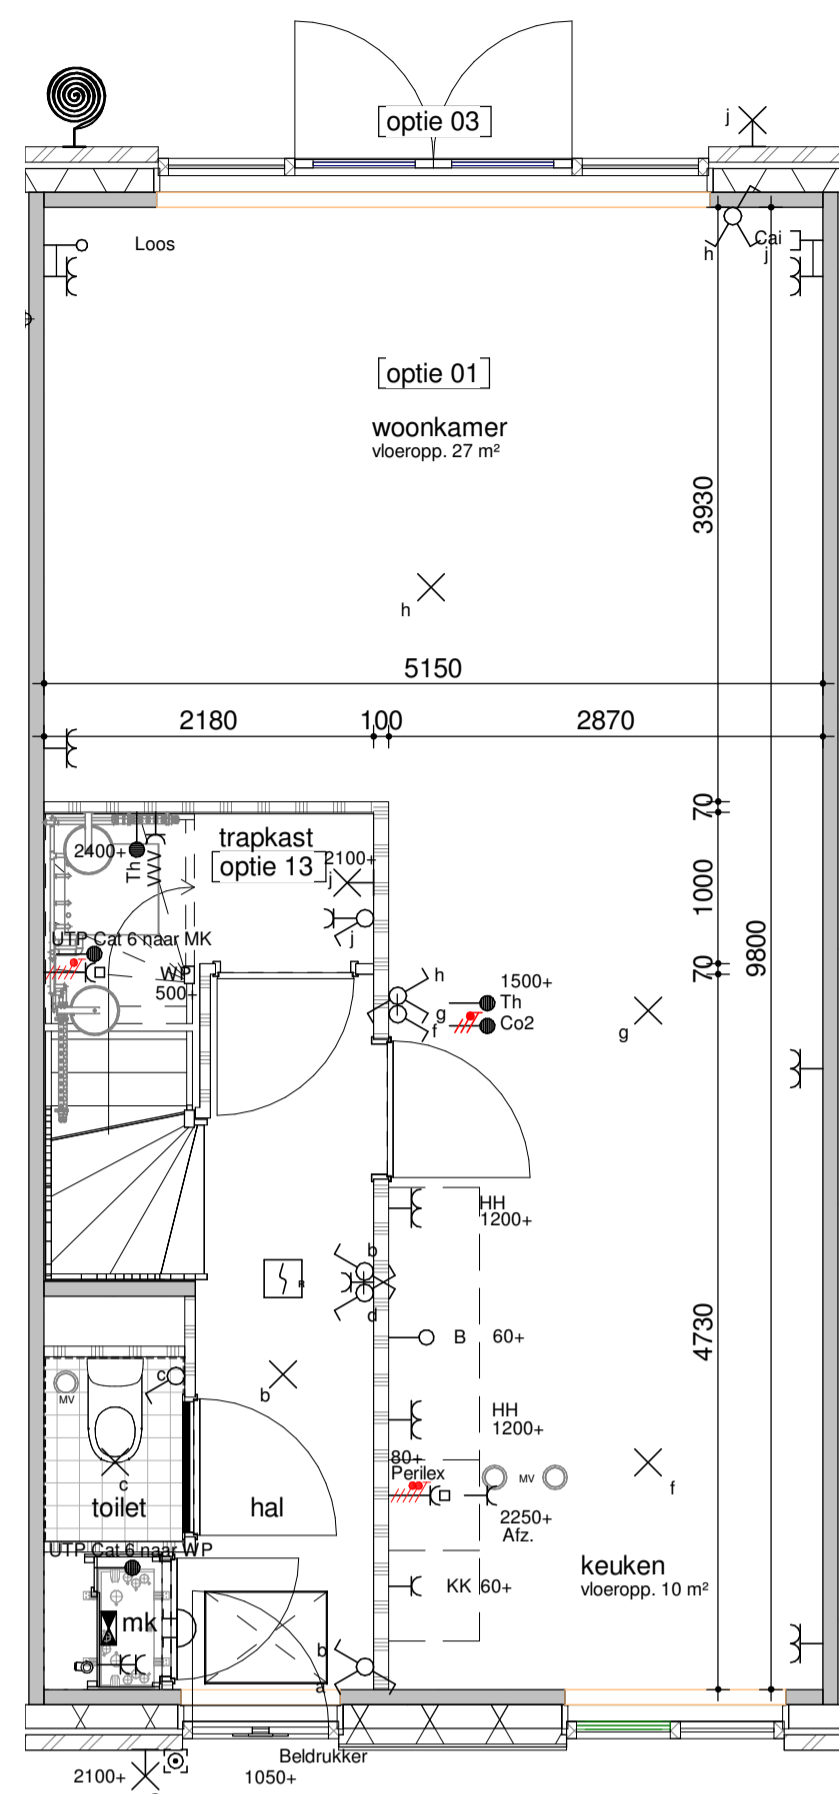 optie 03
j
Loos
h
Cai
j
optie 01
woonkamer
vloeropp. 27 m²
3930
h
5150
2180
100
2870
70
trapkast
optie 13
2400+
Th
VVV
2100+
j
1000
j
UTP Cat 6 naar MK
9800
WP
500+
70
h
g
f
1500+
Th
Co2
g
HH
1200+
b
d
R
B
60+
4730
c
MV
b
HH
1200+
80+
Perilex
MV
c
f
toilet
hal
2250+
Afz.
UTP Cat 6 naar WP
keuken
vloeropp. 10 m²
KK
60+
mk
b
a
Beldrukker
2100+
1050+